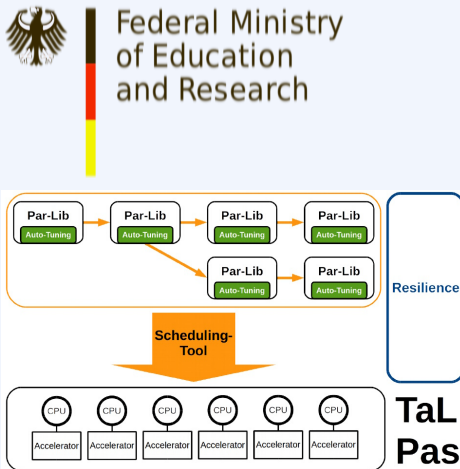 Federal Ministry
of Education
and Research
Par-Lib Par-Lib Par-Lib Par-Lib
Auto-Tuning Auto-Tuning Auto-Tuning Auto-Tuning
Par-Lib Par-Lib
Auto-Tuning Auto-Tuning
Resilience
Scheduling-
Tool
CPU CPU CPU CPU CPU CPU
Accelerator Accelerator Accelerator Accelerator Accelerator Accelerator
TaL
Pas